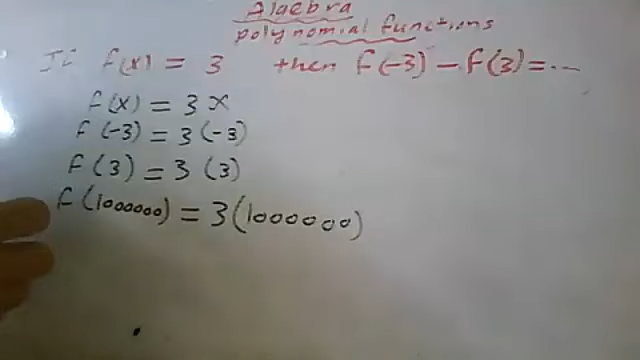 Algebra
polynomial functions
If f(x) = 3 then f(-3) - f(3) = ...
f(x) = 3x
f(-3) = 3(-3)
f(3) = 3(3)
f(1000000) = 3(1000000)